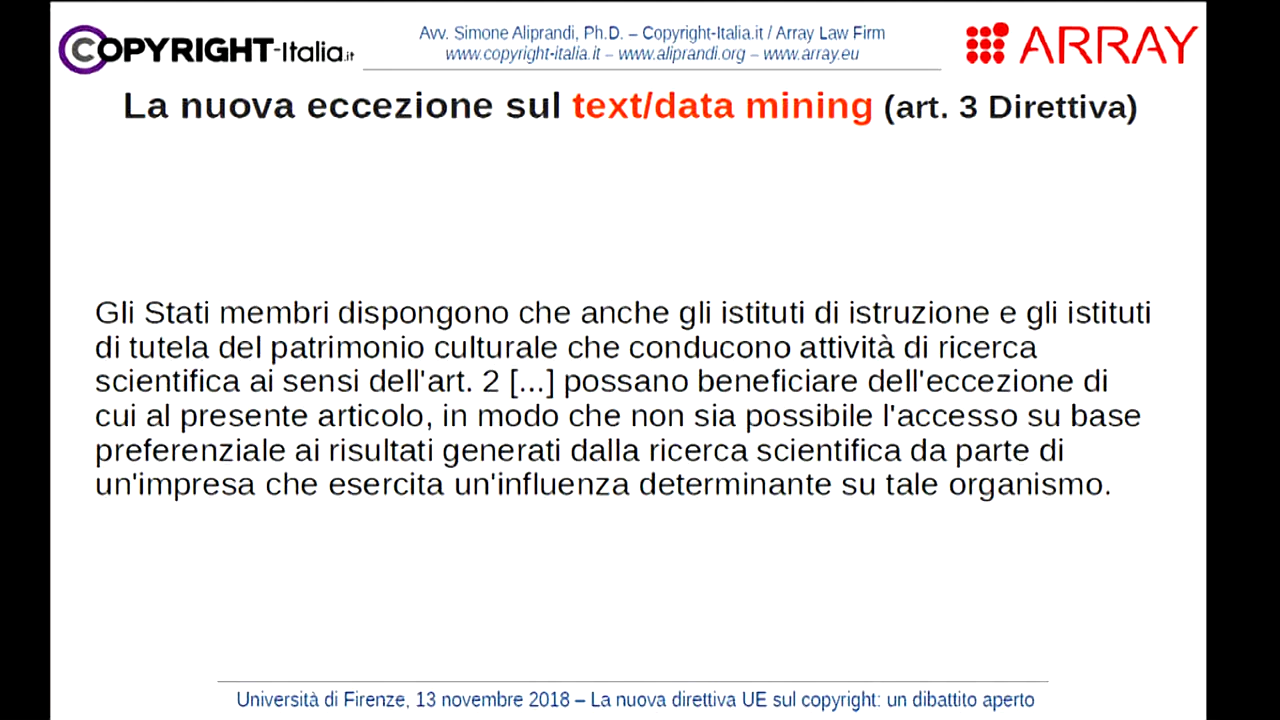 COPYRIGHT-Italia.it
Avv. Simone Aliprandi, Ph.D. – Copyright-Italia.it / Array Law Firm
www.copyright-italia.it – www.aliprandi.org – www.array.eu
ARRAY
La nuova eccezione sul text/data mining (art. 3 Direttiva)
Gli Stati membri dispongono che anche gli istituti di istruzione e gli istituti
di tutela del patrimonio culturale che conducono attività di ricerca
scientifica ai sensi dell'art. 2 [...] possano beneficiare dell'eccezione di
cui al presente articolo, in modo che non sia possibile l'accesso su base
preferenziale ai risultati generati dalla ricerca scientifica da parte di
un'impresa che esercita un'influenza determinante su tale organismo.
Università di Firenze, 13 novembre 2018 – La nuova direttiva UE sul copyright: un dibattito aperto